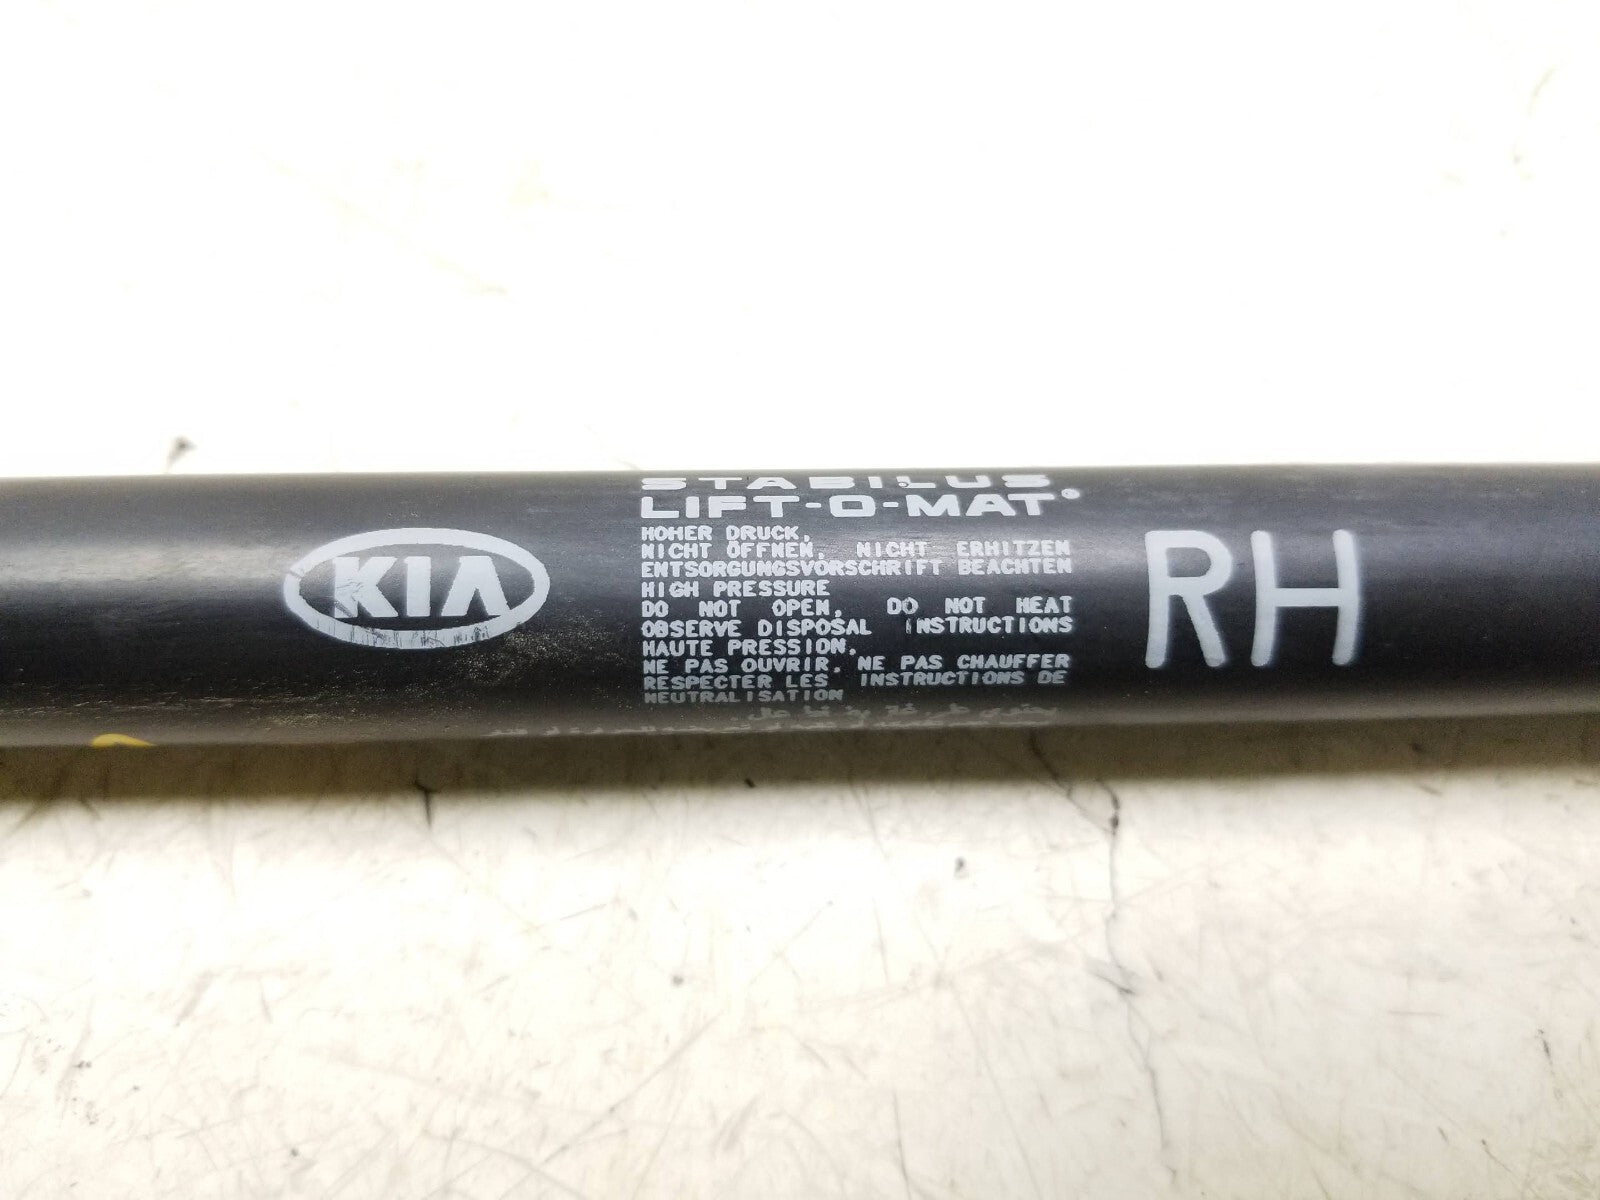 KIA
STABILUS
LIFT-O-MAT®
HOHER DRUCK,
NICHT ÖFFNEN, NICHT ERHITZEN
ENTSORGUNGSVORSCHRIFT BEACHTEN
HIGH PRESSURE
DO NOT OPEN, DO NOT HEAT
OBSERVE DISPOSAL INSTRUCTIONS
HAUTE PRESSION,
NE PAS OUVRIR, NE PAS CHAUFFER
RESPECTER LES INSTRUCTIONS DE
NEUTRALISATION
RH